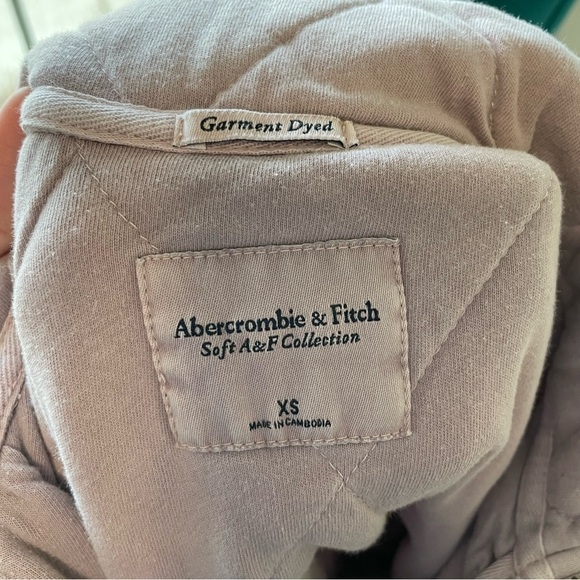 Garment Dyed
Abercrombie & Fitch
Soft A&F Collection
XS
MADE IN CAMBODIA